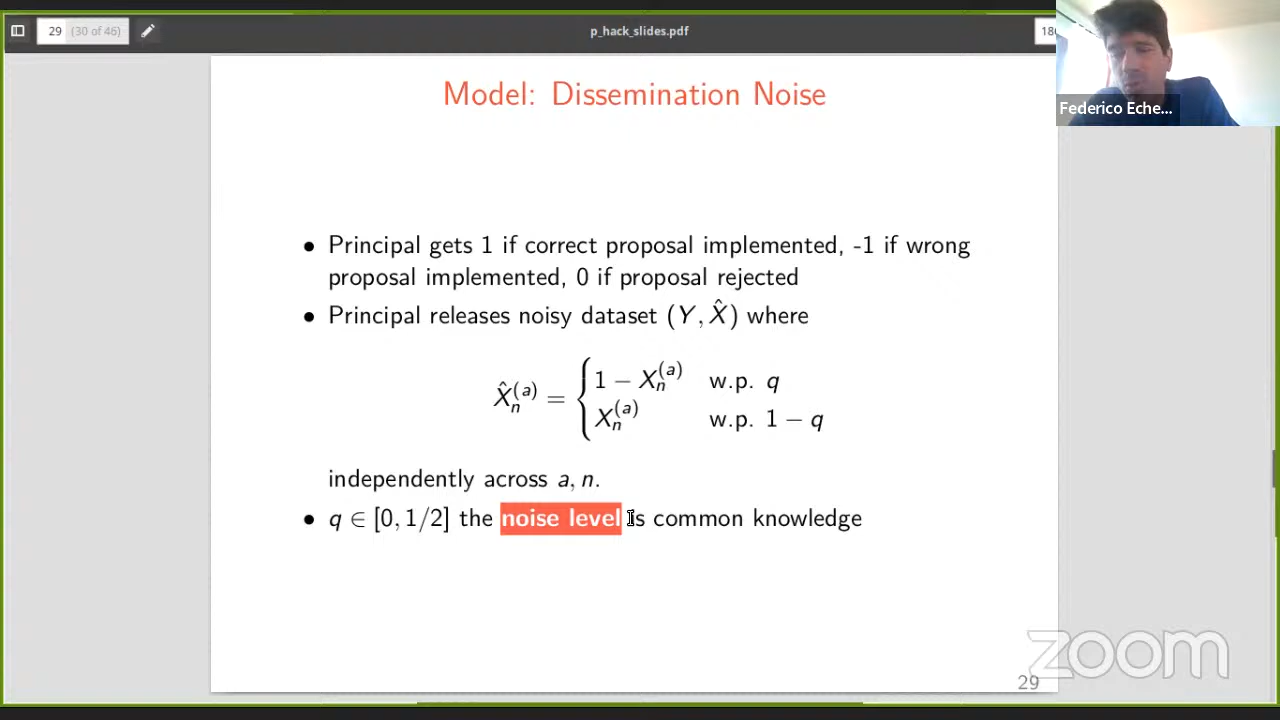 29 (30 of 46)
p_hack_slides.pdf
Federico Eche...
Model: Dissemination Noise
• Principal gets 1 if correct proposal implemented, -1 if wrong
proposal implemented, 0 if proposal rejected
• Principal releases noisy dataset (Y, X̂) where
X̂_n^(a) = { 1 − X_n^(a) w.p. q
X_n^(a) w.p. 1 − q
independently across a, n.
• q ∈ [0, 1/2] the noise level is common knowledge
zoom
29